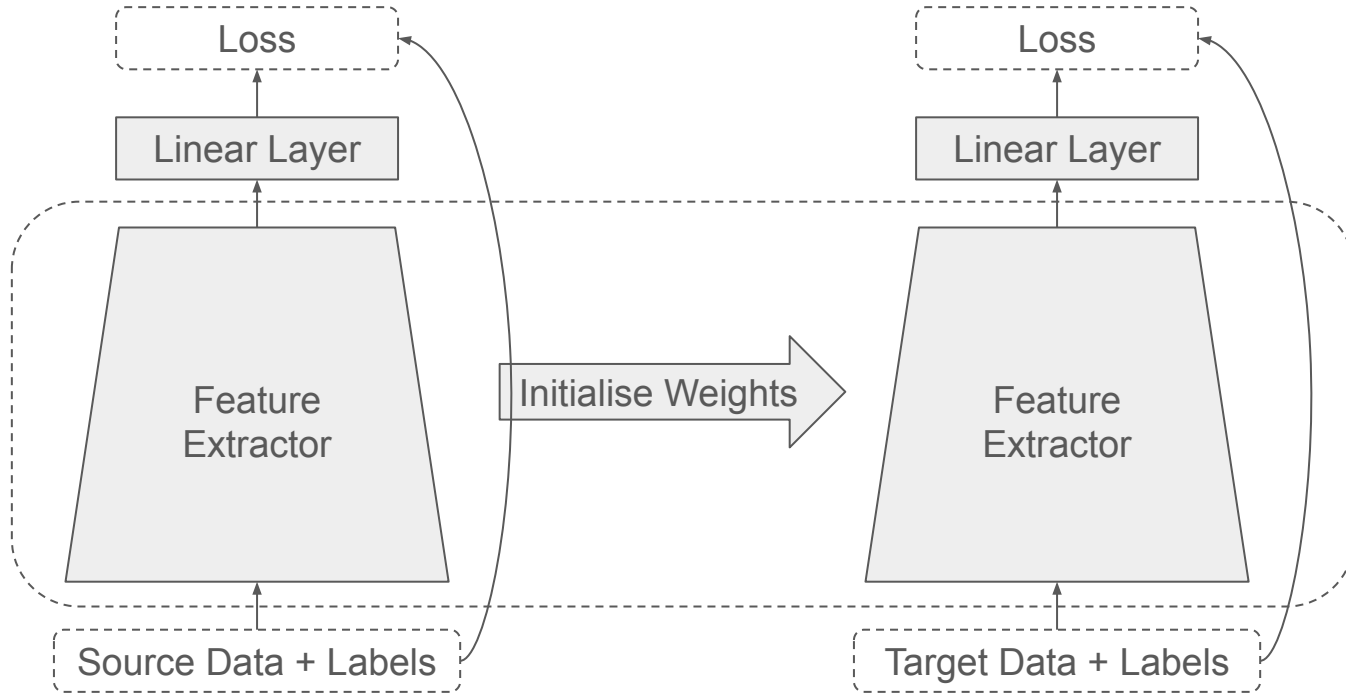 Loss
Linear Layer
Feature
Extractor
Source Data + Labels
Initialise Weights
Loss
Linear Layer
Feature
Extractor
Target Data + Labels